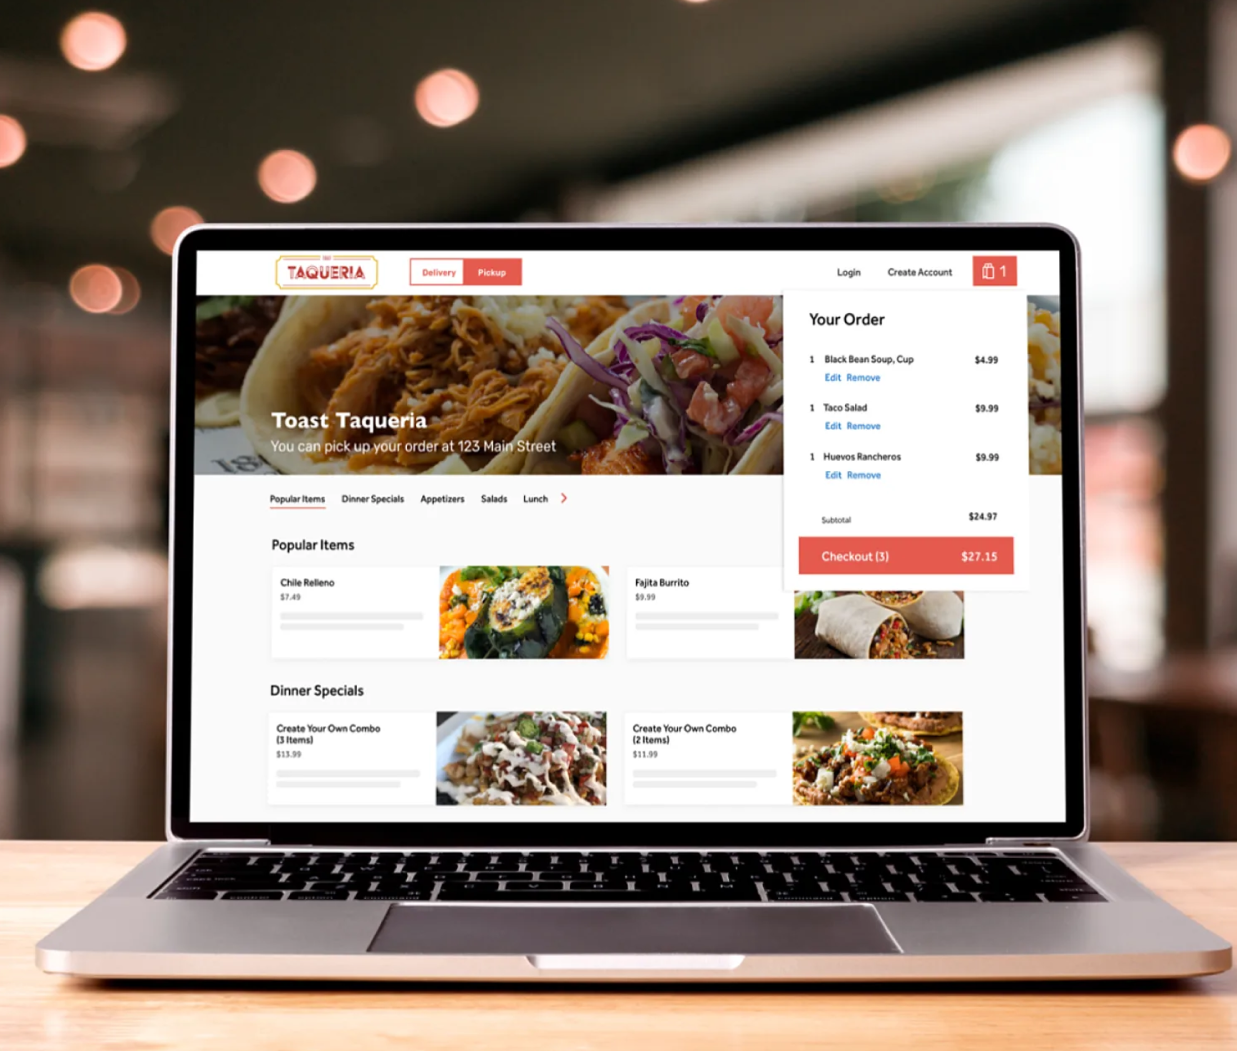 TAQUERIA
Delivery Pickup
Login Create Account 1
Toast Taqueria
You can pick up your order at 123 Main Street
Your Order
1 Black Bean Soup, Cup $4.99
Edit Remove
1 Taco Salad $9.99
Edit Remove
1 Huevos Rancheros $9.99
Edit Remove
Subtotal $24.97
Checkout (3) $27.15
Popular Items Dinner Specials Appetizers Salads Lunch
Popular Items
Chile Relleno
$7.49
Fajita Burrito
$9.99
Dinner Specials
Create Your Own Combo
(3 Items)
$13.99
Create Your Own Combo
(2 Items)
$11.99